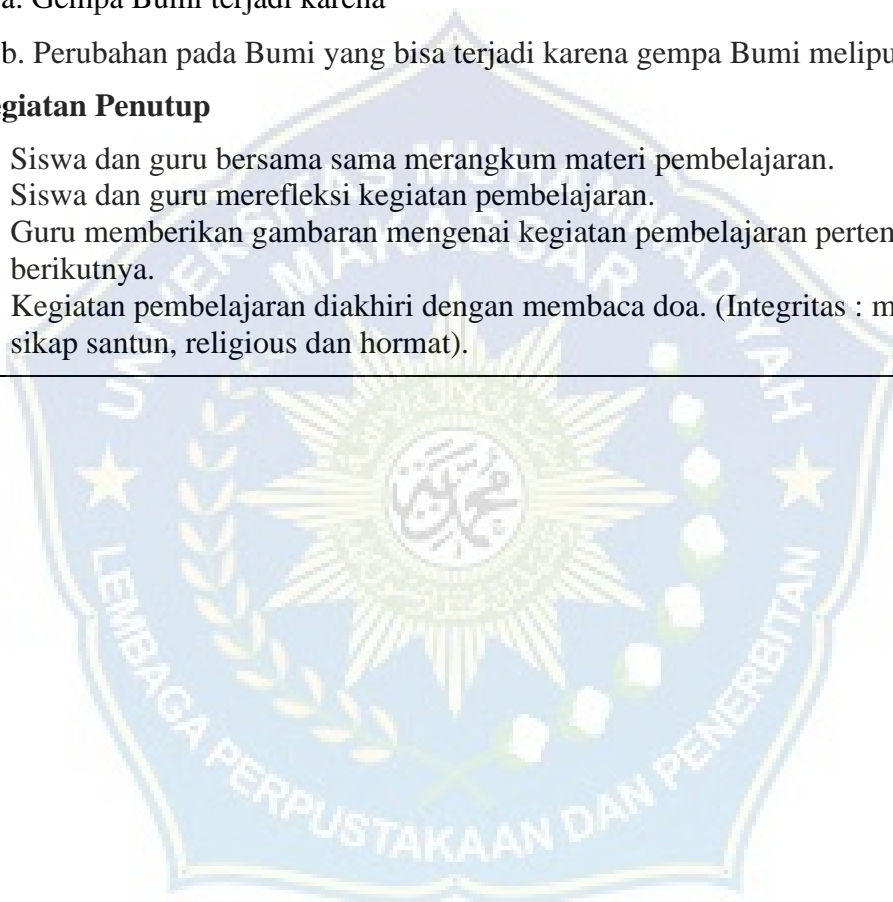 a. Gempa Bumi terjadi karena
b. Perubahan pada Bumi yang bisa terjadi karena gempa Bumi
egiatan Penutup
Siswa dan guru bersama sama merangkum materi pembelajaran.
Siswa dan guru merefleksi kegiatan pembelajaran.
Guru memberikan gambaran mengenai kegiatan pembelajaran
berikutnya.
Kegiatan pembelajaran diakhiri dengan membaca doa. (Integritas :
sikap santun, religious dan hormat).
UNIVERSITAS MUHAMMADIYAH
MAKASSAR
LEMBAGA PERPUSTAKAAN DAN PENERBITAN